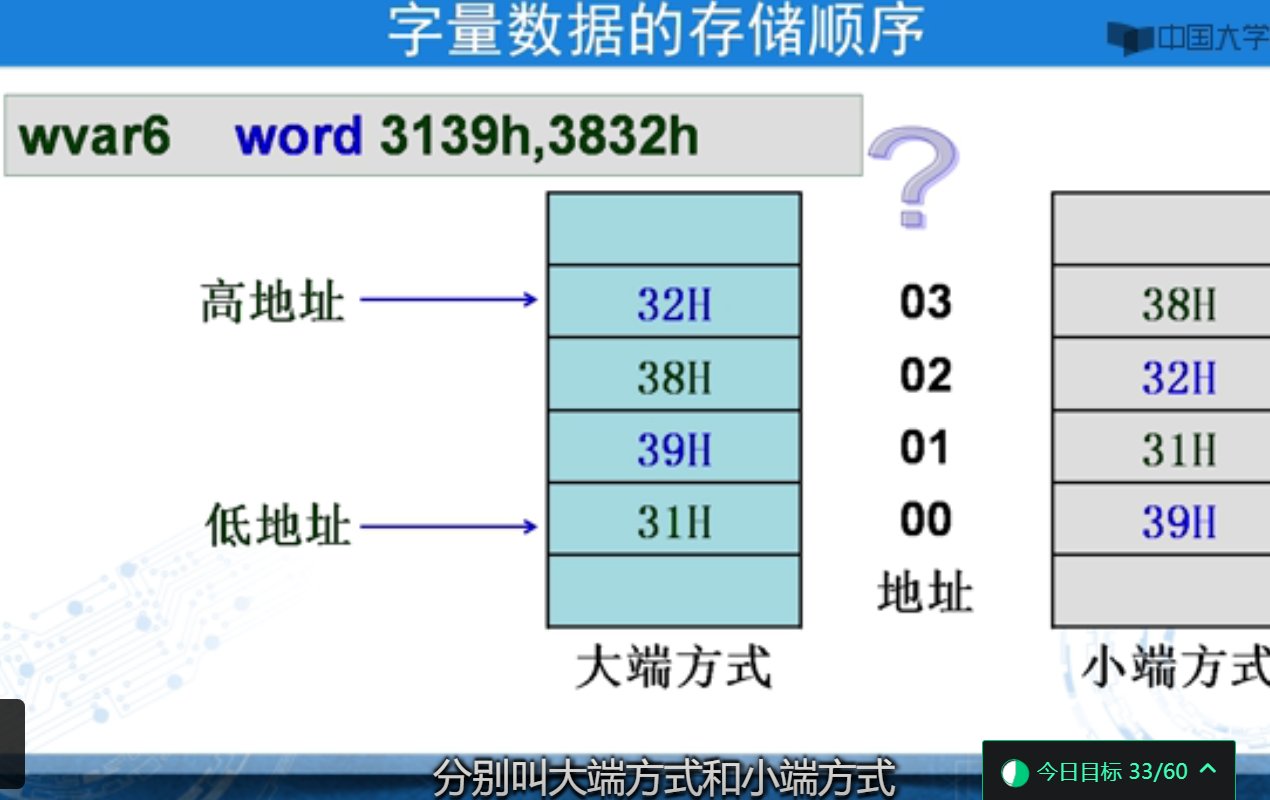 字量数据的存储顺序
中国大学
wvar6 word 3139h,3832h
?
高地址 32H 03 38H
38H 02 32H
39H 01 31H
低地址 31H 00 39H
地址
大端方式 小端方式
分别叫大端方式和小端方式
今日目标 33/60